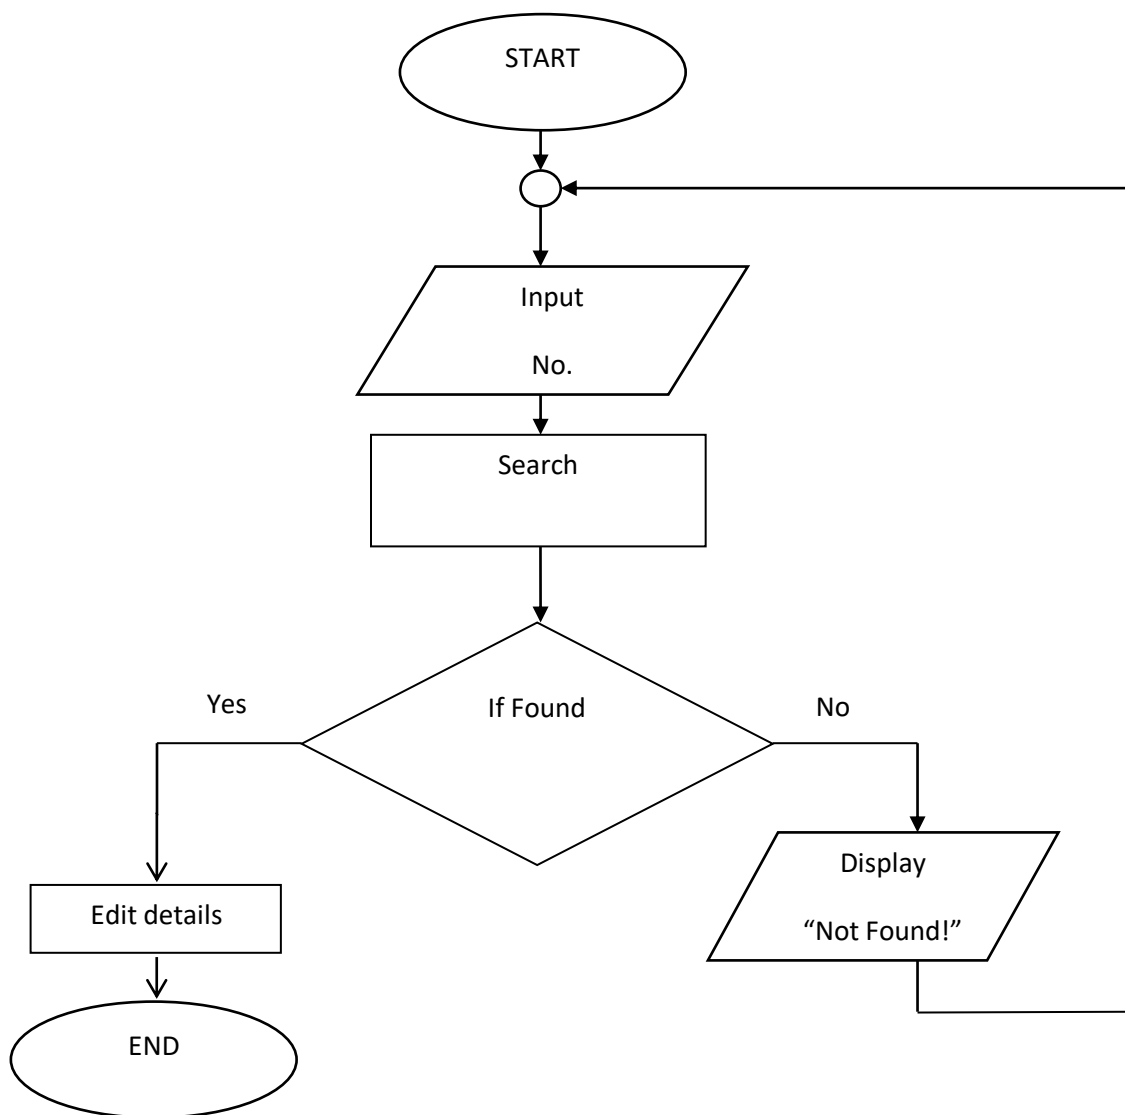 START
Input
No.
Search
If Found
Yes
No
Display
“Not Found!”
Edit details
END